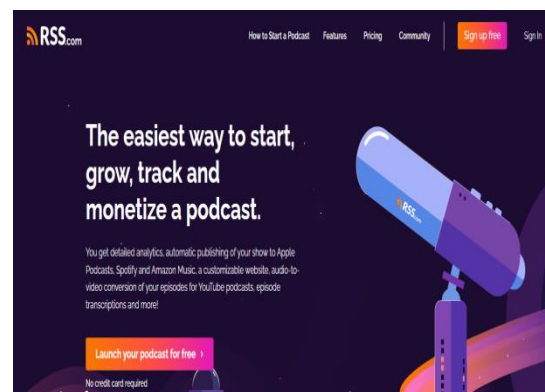 RSS.com
How to Start a Podcast Features Pricing Community Sign up free Sign In
The easiest way to start,
grow, track and
monetize a podcast.
RSS.com
You get detailed analytics, automatic publishing of your show to Apple
Podcasts, Spotify and Amazon Music, a customizable website, audio-to-
video conversion of your episodes for YouTube podcasts, episode
transcriptions and more!
Launch your podcast for free ›
No credit card required